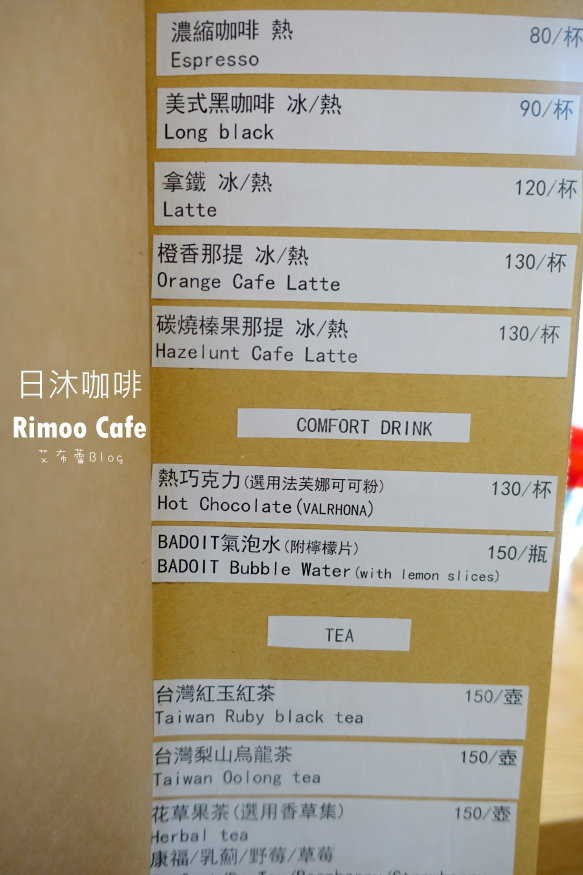 濃縮咖啡 熱 80/杯
Espresso
美式黑咖啡 冰/熱 90/杯
Long black
拿鐵 冰/熱 120/杯
Latte
橙香那提 冰/熱 130/杯
Orange Cafe Latte
碳燒榛果那提 冰/熱 130/杯
Hazelunt Cafe Latte
日沐咖啡
Rimoo Cafe
艾布蕾Blog
COMFORT DRINK
熱巧克力(選用法芙娜可可粉) 130/杯
Hot Chocolate(VALRHONA)
BADOIT氣泡水(附檸檬片) 150/瓶
BADOIT Bubble Water(with lemon slices)
TEA
台灣紅玉紅茶 150/壺
Taiwan Ruby black tea
台灣梨山烏龍茶 150/壺
Taiwan Oolong tea
花草果茶(選用香草集) 150/壺
Herbal tea
康福/乳薊/野莓/草莓